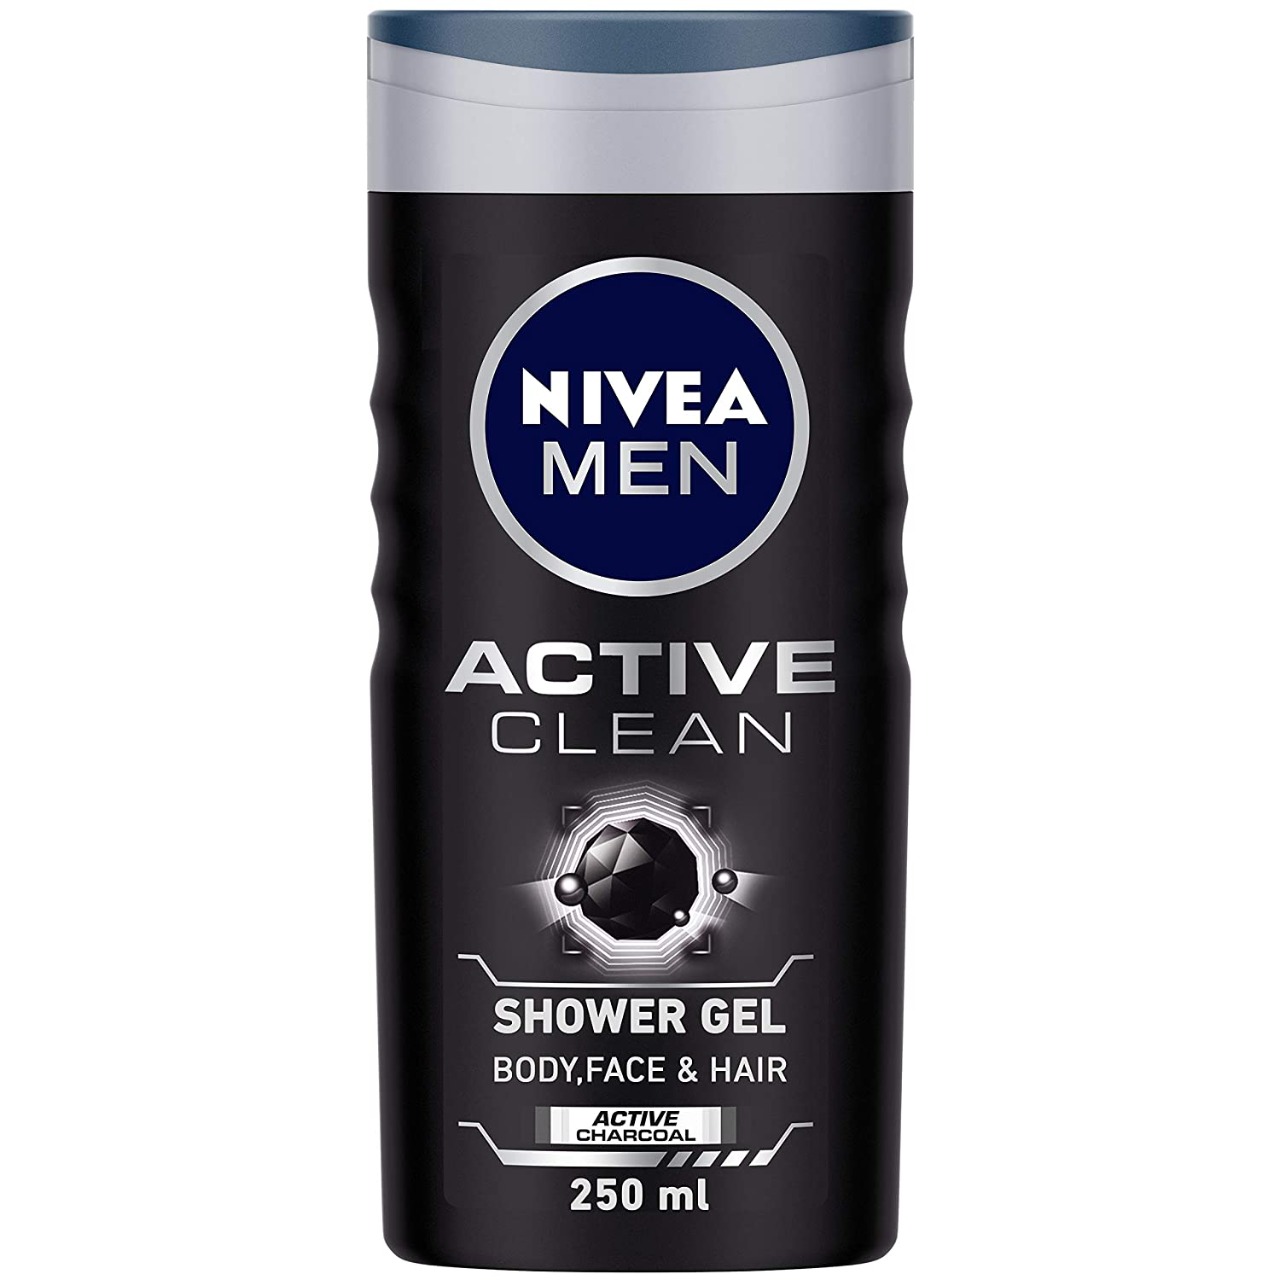 NIVEA
MEN
ACTIVE
CLEAN
SHOWER GEL
BODY,FACE & HAIR
ACTIVE
CHARCOAL
250 ml